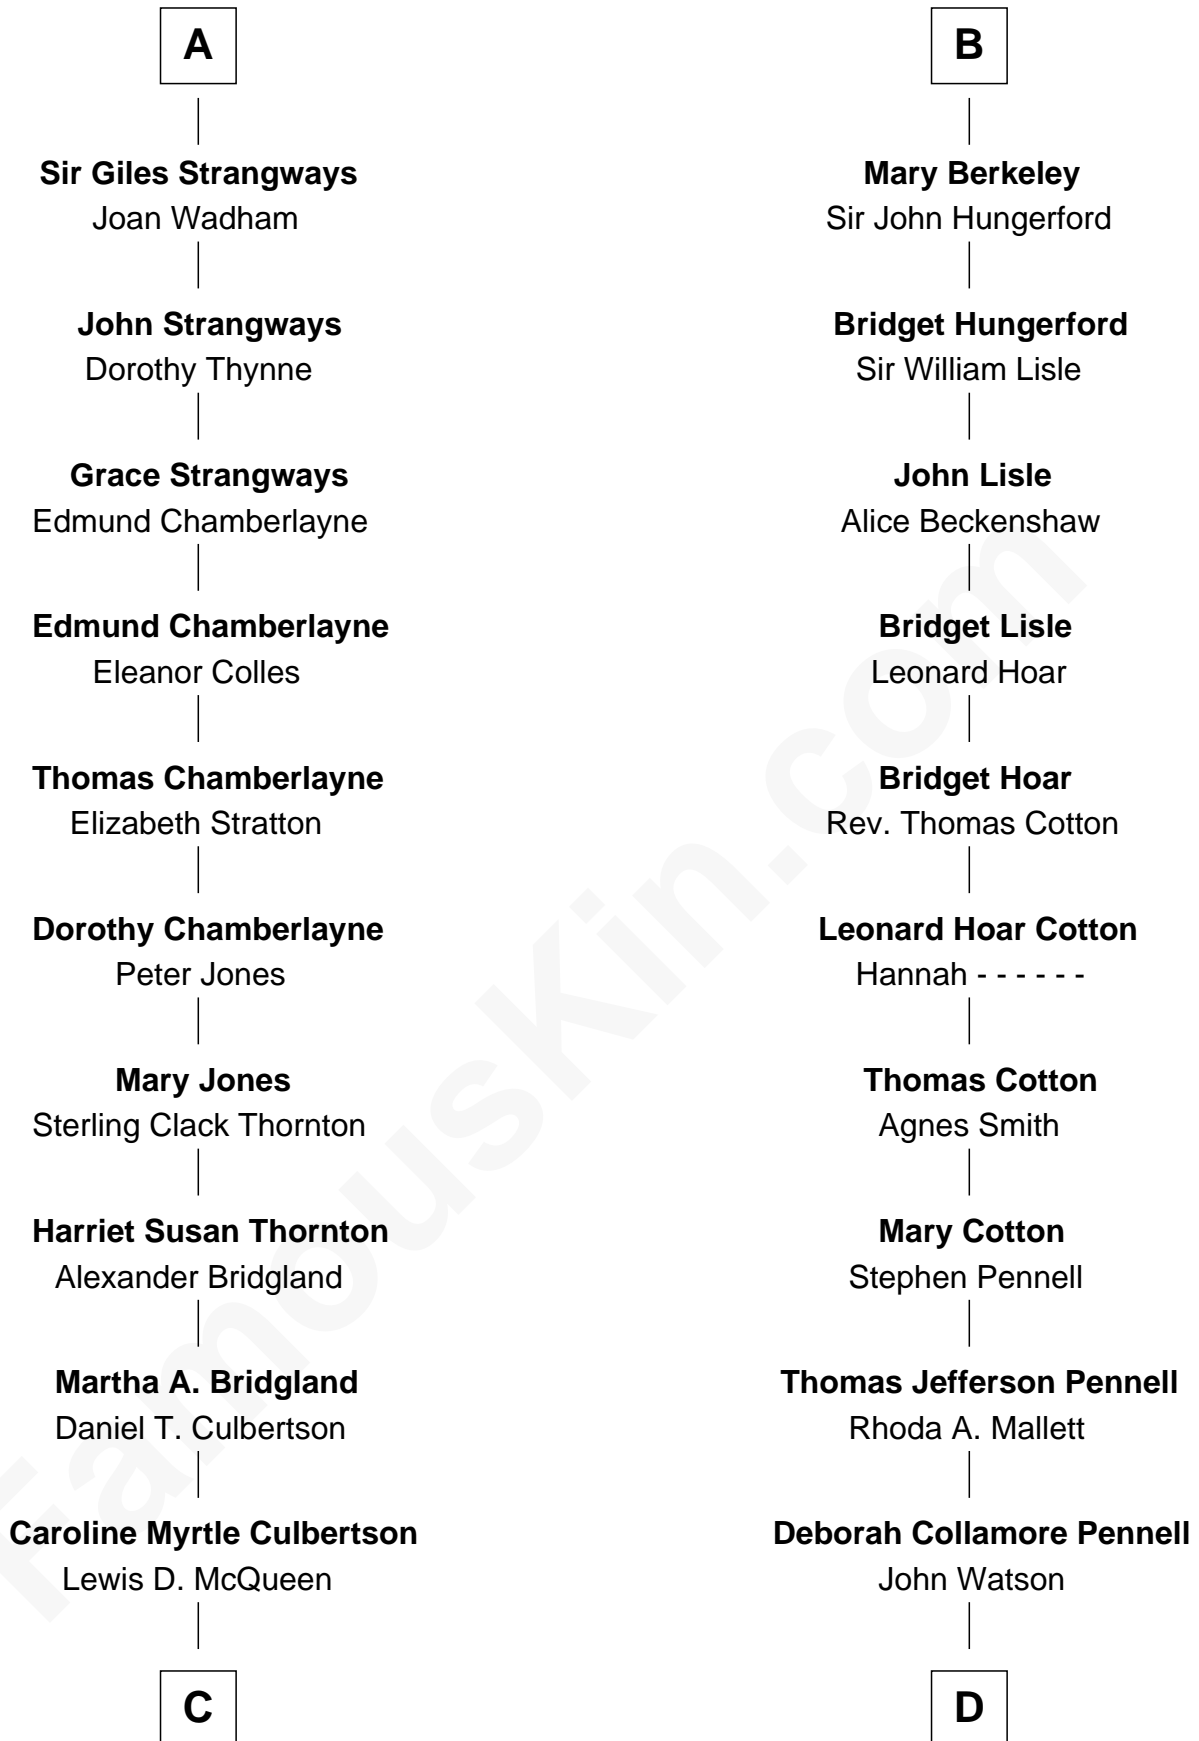 A
Sir Giles Strangways
Joan Wadham
John Strangways
Dorothy Thynne
Grace Strangways
Edmund Chamberlayne
Edmund Chamberlayne
Eleanor Colles
Thomas Chamberlayne
Elizabeth Stratton
Dorothy Chamberlayne
Peter Jones
Mary Jones
Sterling Clack Thornton
Harriet Susan Thornton
Alexander Bridgland
Martha A. Bridgland
Daniel T. Culbertson
Caroline Myrtle Culbertson
Lewis D. McQueen
C
B
Mary Berkeley
Sir John Hungerford
Bridget Hungerford
Sir William Lisle
John Lisle
Alice Beckenshaw
Bridget Lisle
Leonard Hoar
Bridget Hoar
Rev. Thomas Cotton
Leonard Hoar Cotton
Hannah - - - - - -
Thomas Cotton
Agnes Smith
Mary Cotton
Stephen Pennell
Thomas Jefferson Pennell
Rhoda A. Mallett
Deborah Collamore Pennell
John Watson
D
FamousKin.com